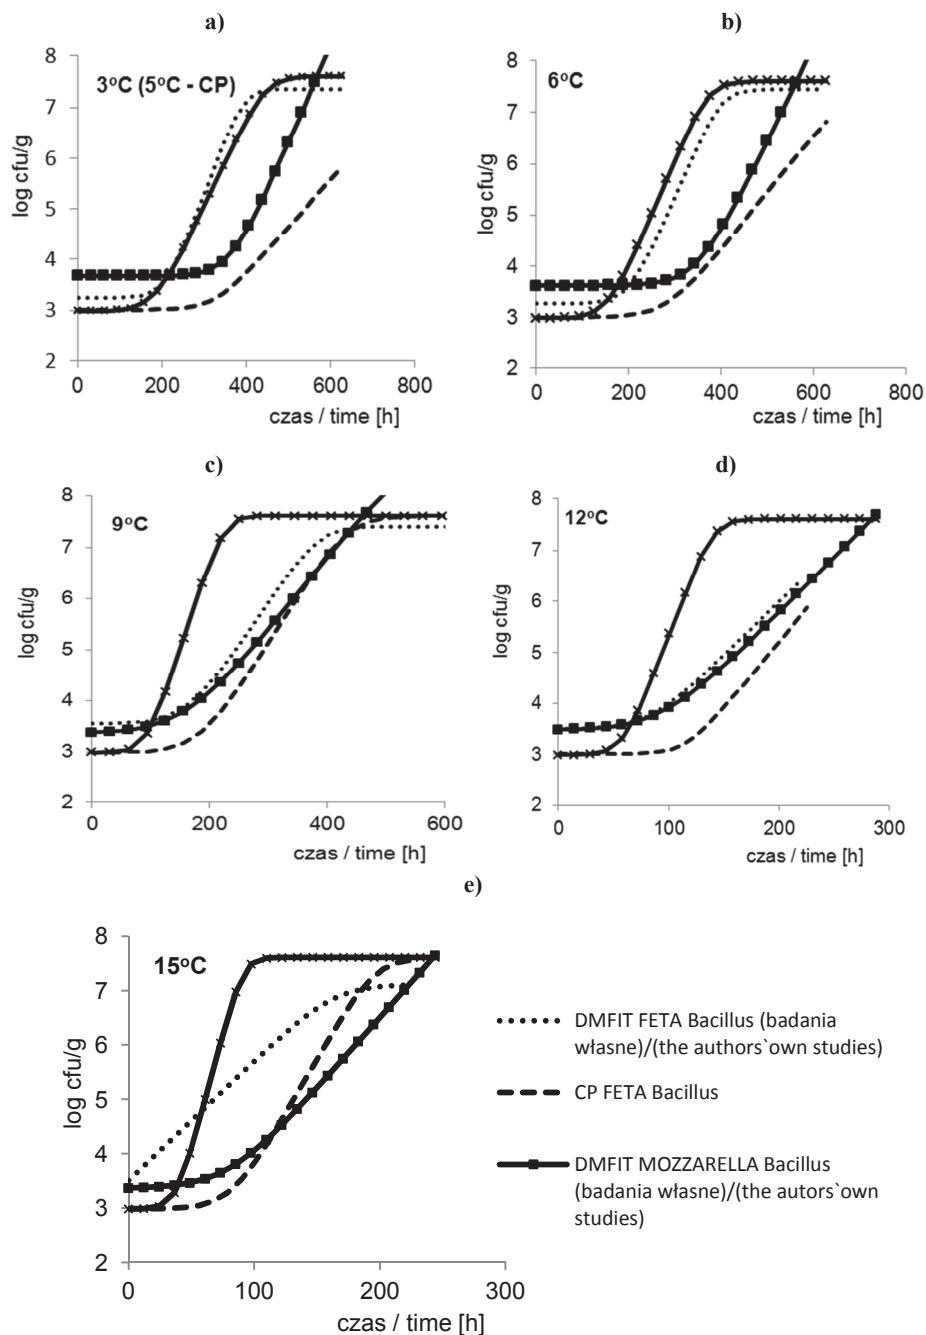 a)
b)
8
7
6
5
4
3
2
log cfu/g
3°C (5°C - CP)
0 200 400 600 800
czas / time [h]
8
7
6
5
4
3
2
log cfu/g
6°C
0 200 400 600 800
czas / time [h]
c)
d)
8
7
6
5
4
3
2
log cfu/g
9°C
0 200 400 600
czas / time [h]
8
7
6
5
4
3
2
log cfu/g
12°C
0 100 200 300
czas / time [h]
e)
8
7
6
5
4
3
2
log cfu/g
15°C
0 100 200 300
czas / time [h]
DMFIT FETA Bacillus (badania
własne)/(the authors`own studies)
CP FETA Bacillus
DMFIT MOZZARELLA Bacillus
(badania własne)/(the autors`own
studies)